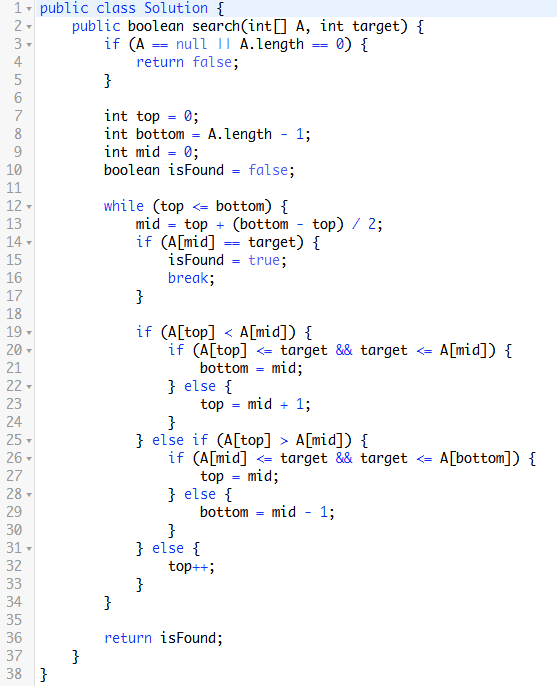 1 public class Solution {
2     public boolean search(int[] A, int target) {
3         if (A == null || A.length == 0) {
4             return false;
5         }
6
7         int top = 0;
8         int bottom = A.length - 1;
9         int mid = 0;
10         boolean isFound = false;
11
12         while (top <= bottom) {
13             mid = top + (bottom - top) / 2;
14             if (A[mid] == target) {
15                 isFound = true;
16                 break;
17             }
18
19             if (A[top] < A[mid]) {
20                 if (A[top] <= target && target <= A[mid]) {
21                     bottom = mid;
22                 } else {
23                     top = mid + 1;
24                 }
25             } else if (A[top] > A[mid]) {
26                 if (A[mid] <= target && target <= A[bottom]) {
27                     top = mid;
28                 } else {
29                     bottom = mid - 1;
30                 }
31             } else {
32                 top++;
33             }
34         }
35
36         return isFound;
37     }
38 }